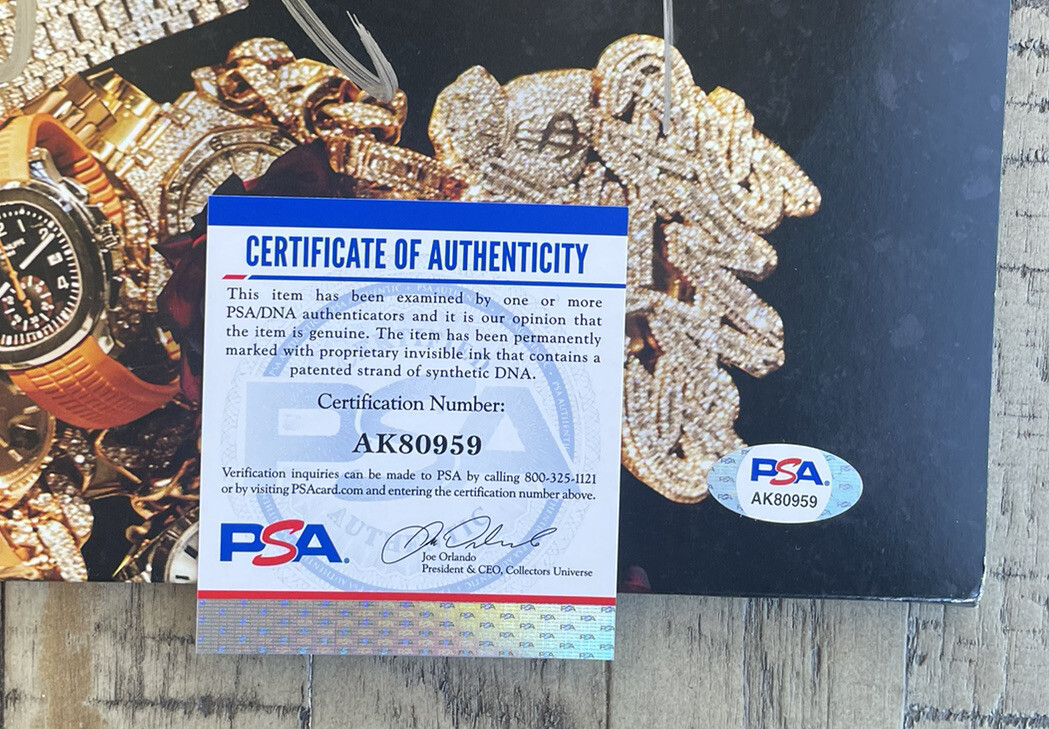 CERTIFICATE OF AUTHENTICITY
This item has been examined by one or more
PSA/DNA authenticators and it is our opinion that
the item is genuine. The item has been permanently
marked with proprietary invisible ink that contains a
patented strand of synthetic DNA.
Certification Number:
AK80959
Verification inquiries can be made to PSA by calling 800-325-1121
or by visiting PSAcard.com and entering the certification number above.
PSA.
Joe Orlando
President & CEO, Collectors Universe
PSA.
AK80959